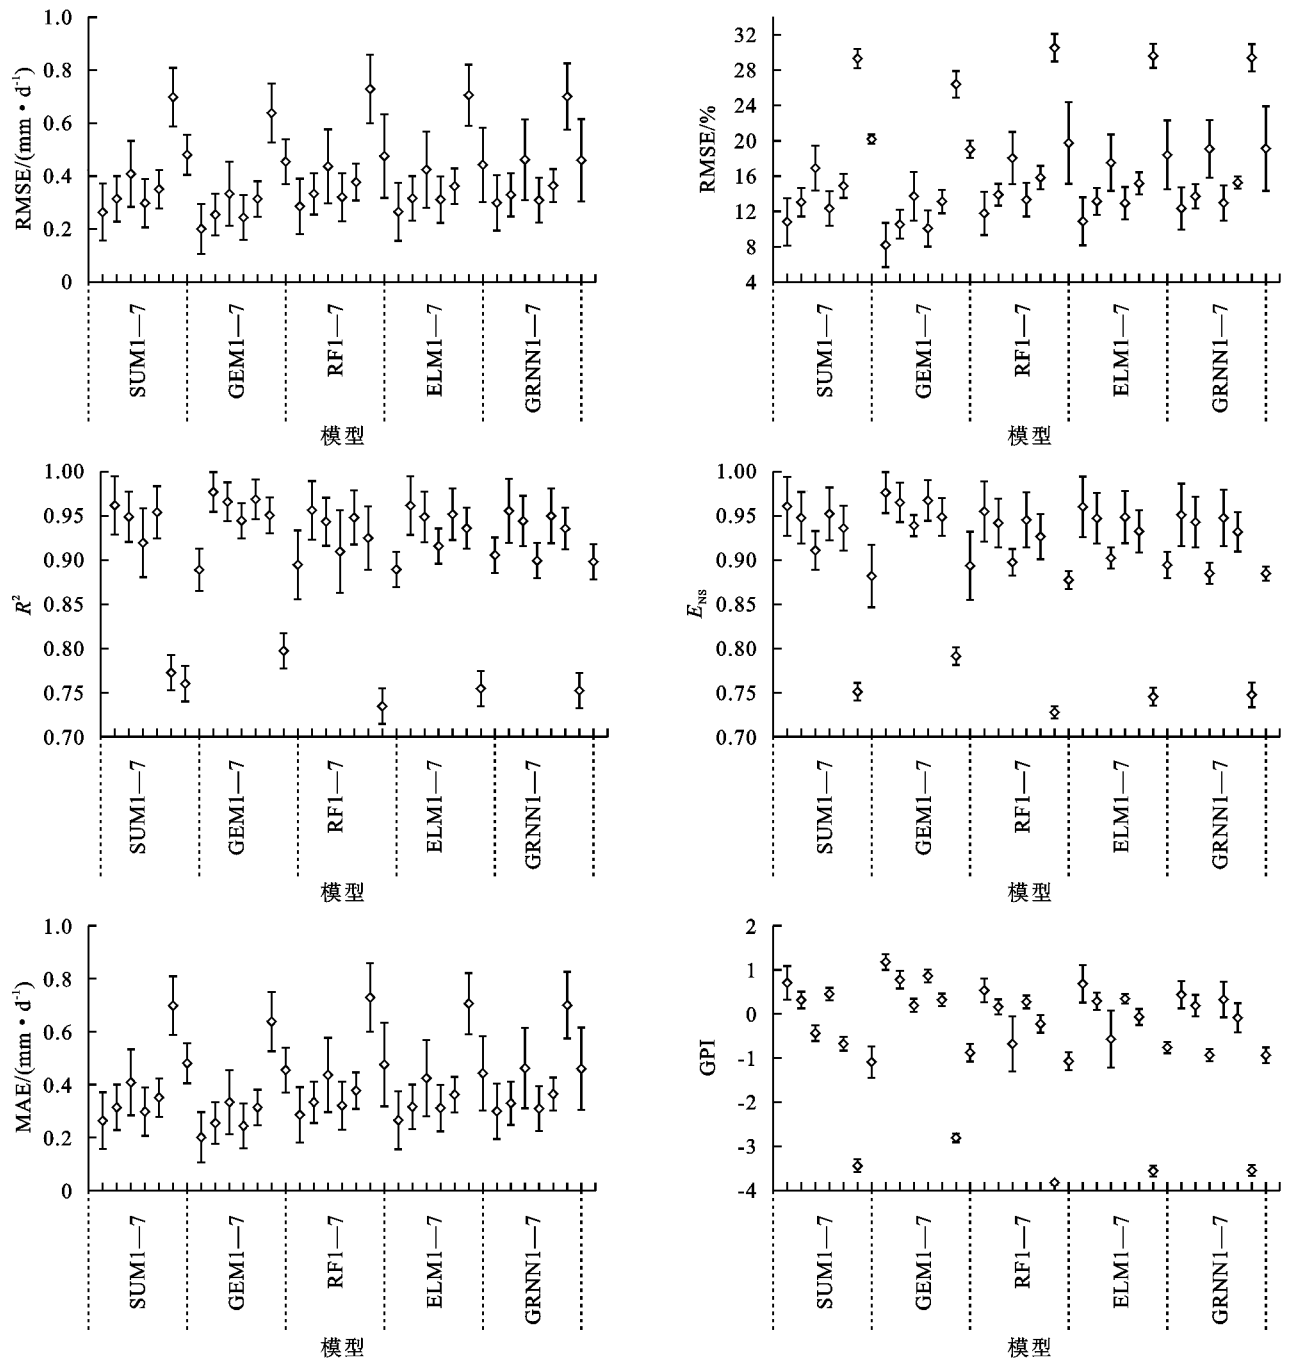 RMSE/(mm·d⁻¹)
1.0
0.8
0.6
0.4
0.2
0
SUM1—7
GEM1—7
RF1—7
ELM1—7
GRNN1—7
模型
RMSE/%
32
28
24
20
16
12
8
4
SUM1—7
GEM1—7
RF1—7
ELM1—7
GRNN1—7
模型
R²
1.00
0.95
0.90
0.85
0.80
0.75
0.70
SUM1—7
GEM1—7
RF1—7
ELM1—7
GRNN1—7
模型
E_NS
1.00
0.95
0.90
0.85
0.80
0.75
0.70
SUM1—7
GEM1—7
RF1—7
ELM1—7
GRNN1—7
模型
MAE/(mm·d⁻¹)
1.0
0.8
0.6
0.4
0.2
0
SUM1—7
GEM1—7
RF1—7
ELM1—7
GRNN1—7
模型
GPI
2
1
0
-1
-2
-3
-4
SUM1—7
GEM1—7
RF1—7
ELM1—7
GRNN1—7
模型